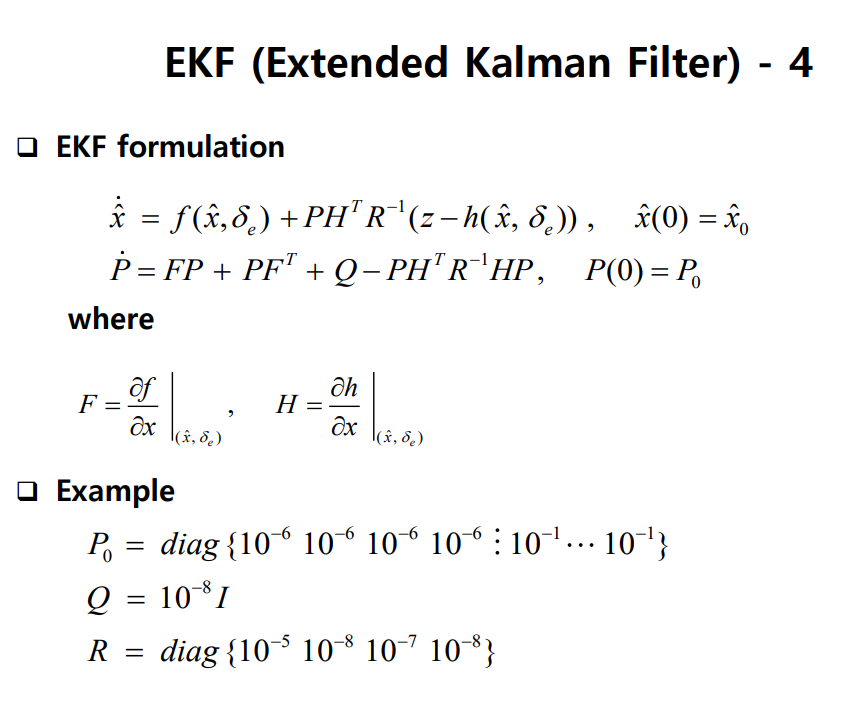 EKF (Extended Kalman Filter) - 4
❑ EKF formulation
$\dot{\hat{x}} = f(\hat{x}, \delta_e) + PH^T R^{-1}(z - h(\hat{x}, \delta_e)), \quad \hat{x}(0) = \hat{x}_0$
$\dot{P} = FP + PF^T + Q - PH^T R^{-1} HP, \quad P(0) = P_0$
where
$F = \frac{\partial f}{\partial x} \Big|_{(\hat{x}, \delta_e)}, \quad H = \frac{\partial h}{\partial x} \Big|_{(\hat{x}, \delta_e)}$
❑ Example
$P_0 = diag\{10^{-6}\ 10^{-6}\ 10^{-6}\ 10^{-6}\ \vdots\ 10^{-1} \cdots 10^{-1}\}$
$Q = 10^{-8} I$
$R = diag\{10^{-5}\ 10^{-8}\ 10^{-7}\ 10^{-8}\}$